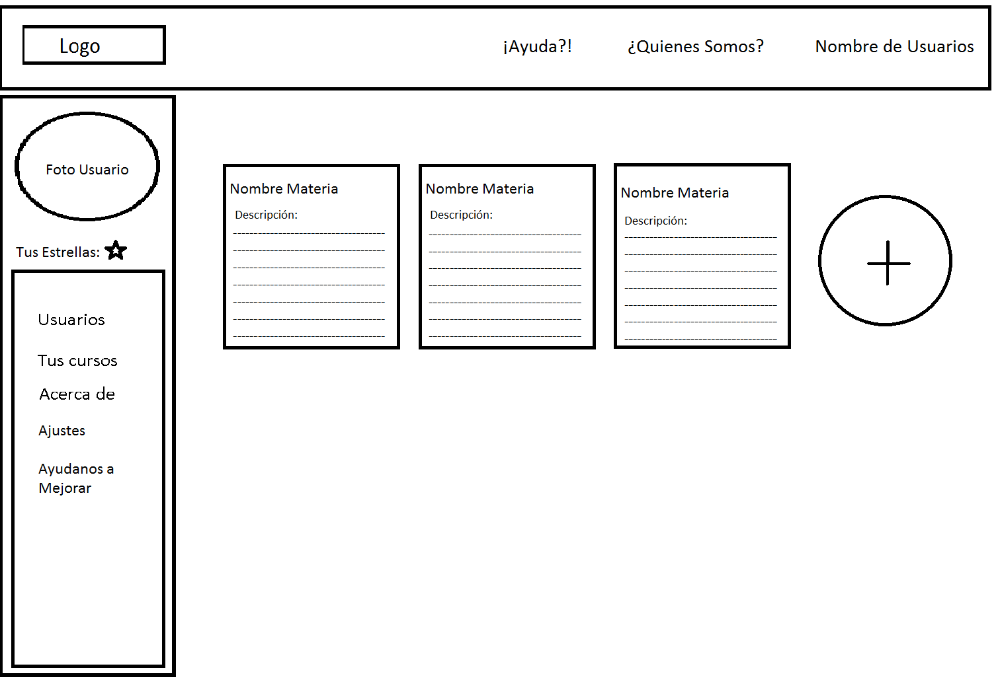 Logo
¡Ayuda?!
¿Quienes Somos?
Nombre de Usuarios
Foto Usuario
Tus Estrellas:
Usuarios
Tus cursos
Acerca de
Ajustes
Ayudanos a
Mejorar
Nombre Materia
Descripción:
Nombre Materia
Descripción:
Nombre Materia
Descripción: